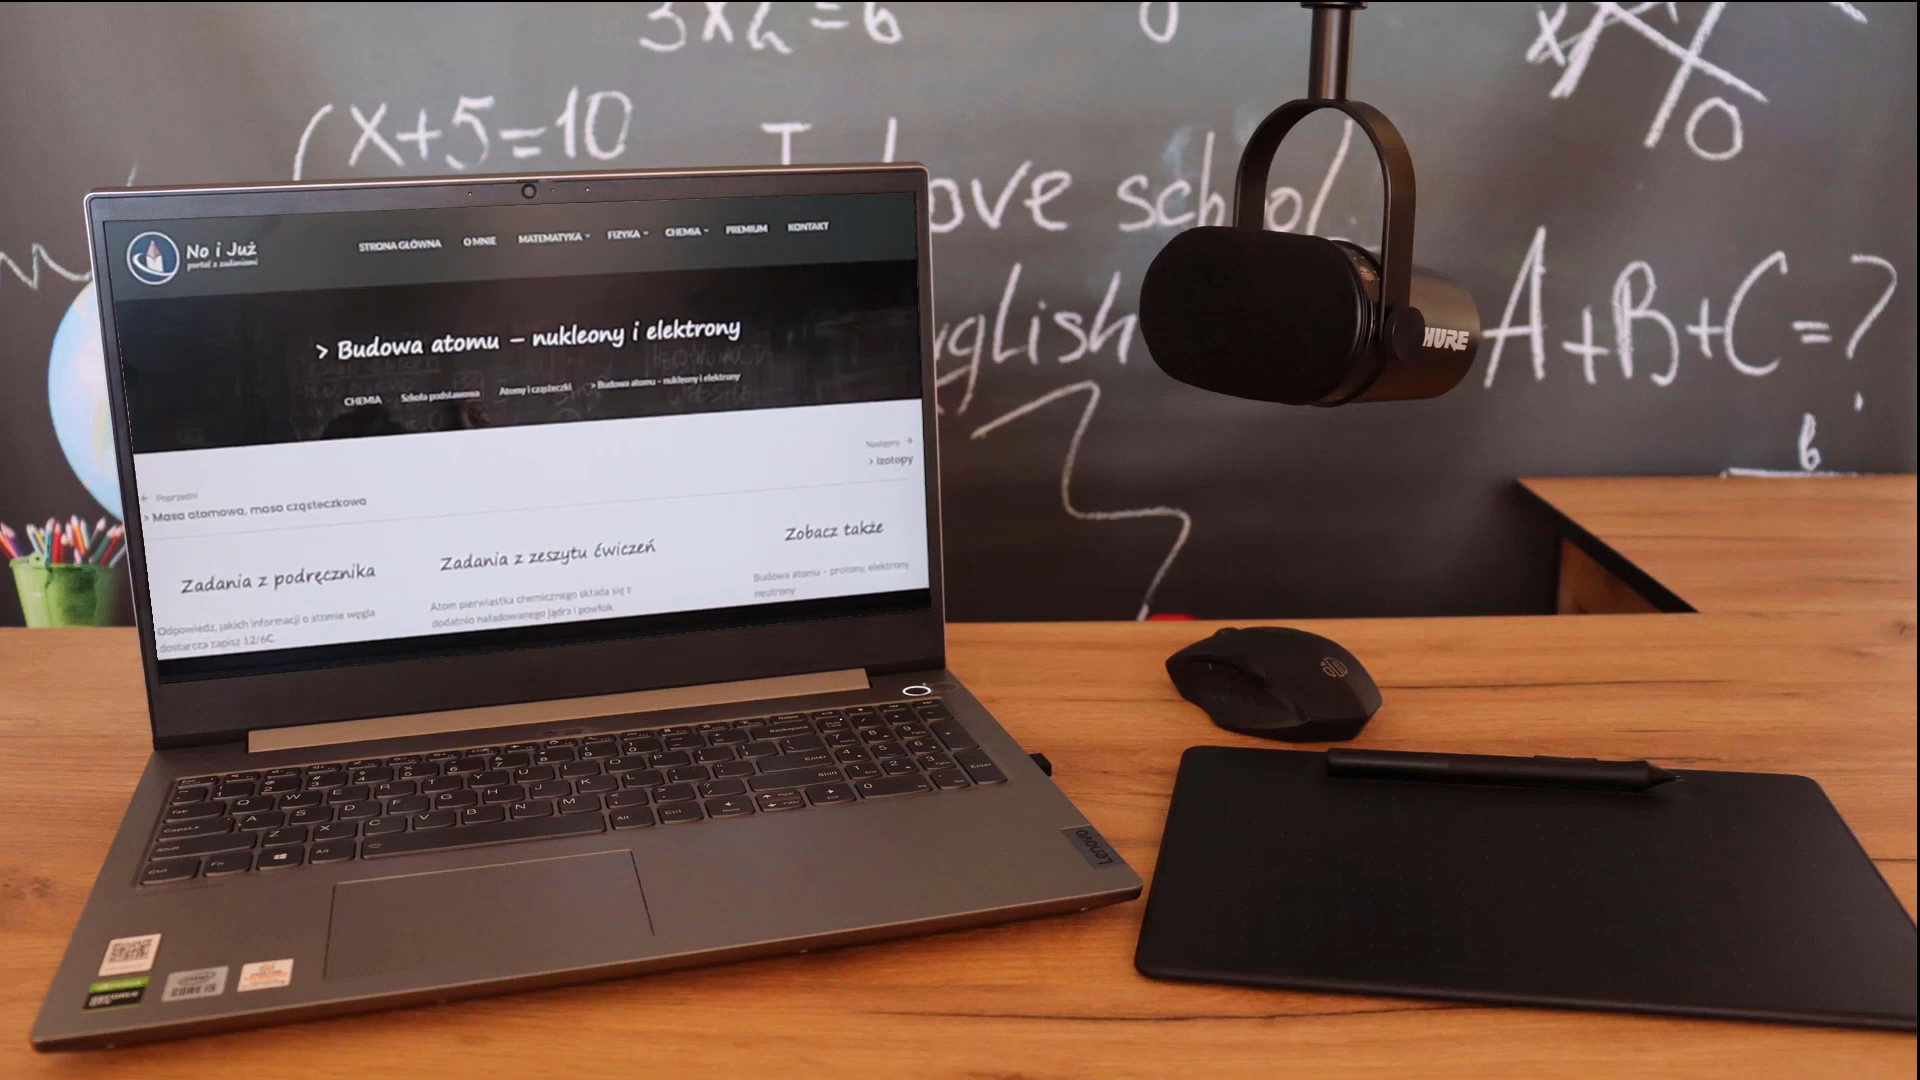 3x2=6
(x+5=10
I love school
A+B+C=?
6
No i Już
portal z zadaniami
STRONA GŁÓWNA O MNIE MATEMATYKA FIZYKA CHEMIA PREMIUM KONTAKT
> Budowa atomu – nukleony i elektrony
CHEMIA Szkoła podstawowa Atomy i cząsteczki > Budowa atomu – nukleony i elektrony
Następny →
> Izotopy
← Poprzedni
> Masa atomowa, masa cząsteczkowa
Zadania z podręcznika
Odpowiedz, jakich informacji o atomie węgla
dostarcza zapis 12/6C.
Zadania z zeszytu ćwiczeń
Atom pierwiastka chemicznego składa się z
dodatnio naładowanego jądra i powłok
Zobacz także
Budowa atomu – protony, elektrony,
neutrony
HURE
Lenovo
CORE i5